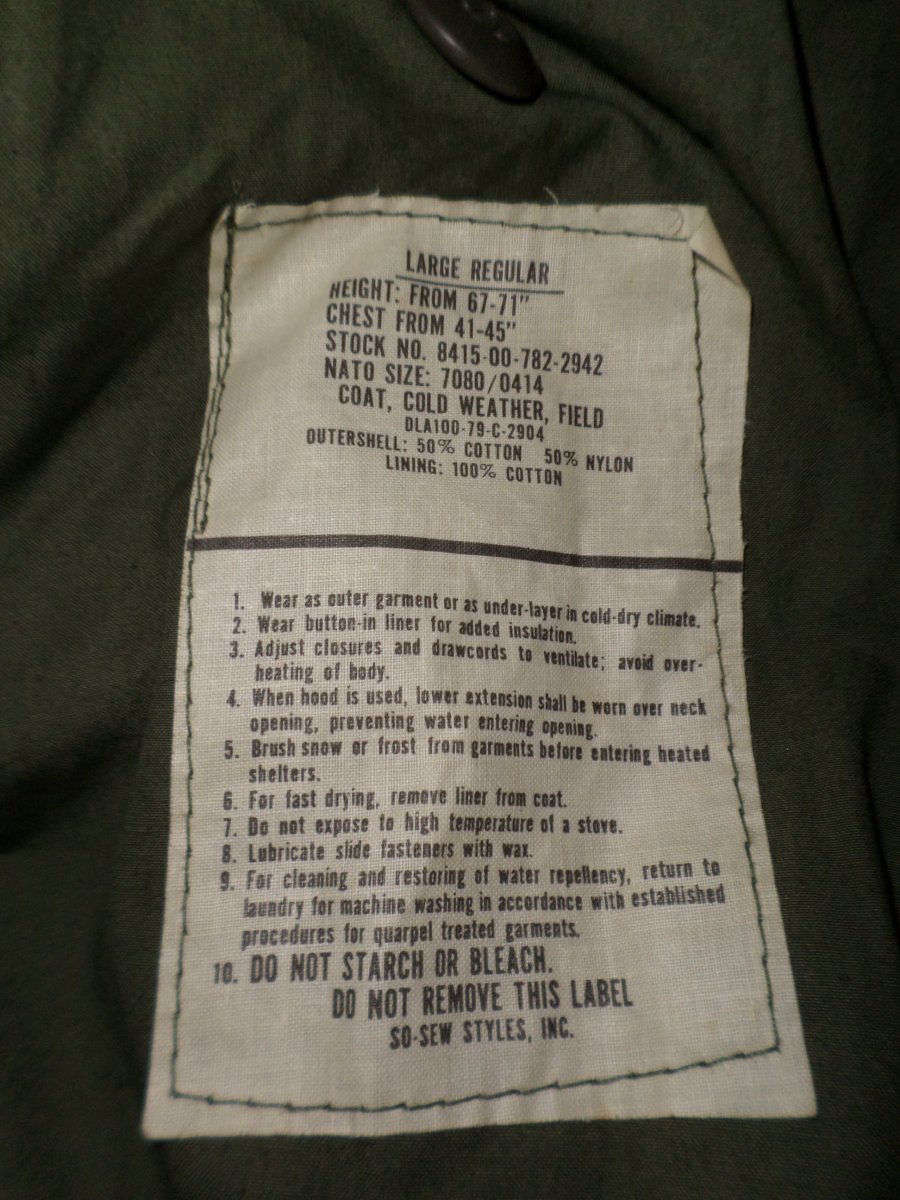 LARGE REGULAR
HEIGHT: FROM 67-71"
CHEST FROM 41-45"
STOCK NO. 8415-00-782-2942
NATO SIZE: 7080/0414
COAT, COLD WEATHER, FIELD
DLA100-79-C-2904
OUTERSHELL: 50% COTTON 50% NYLON
LINING: 100% COTTON
1. Wear as outer garment or as under-layer in cold-dry climate.
2. Wear button-in liner for added insulation.
3. Adjust closures and drawcords to ventilate; avoid over-
heating of body.
4. When hood is used, lower extension shall be worn over neck
opening, preventing water entering opening.
5. Brush snow or frost from garments before entering heated
shelters.
6. For fast drying, remove liner from coat.
7. Do not expose to high temperature of a stove.
8. Lubricate slide fasteners with wax.
9. For cleaning and restoring of water repellency, return to
laundry for machine washing in accordance with established
procedures for quarpel treated garments.
10. DO NOT STARCH OR BLEACH.
DO NOT REMOVE THIS LABEL
SO-SEW STYLES, INC.